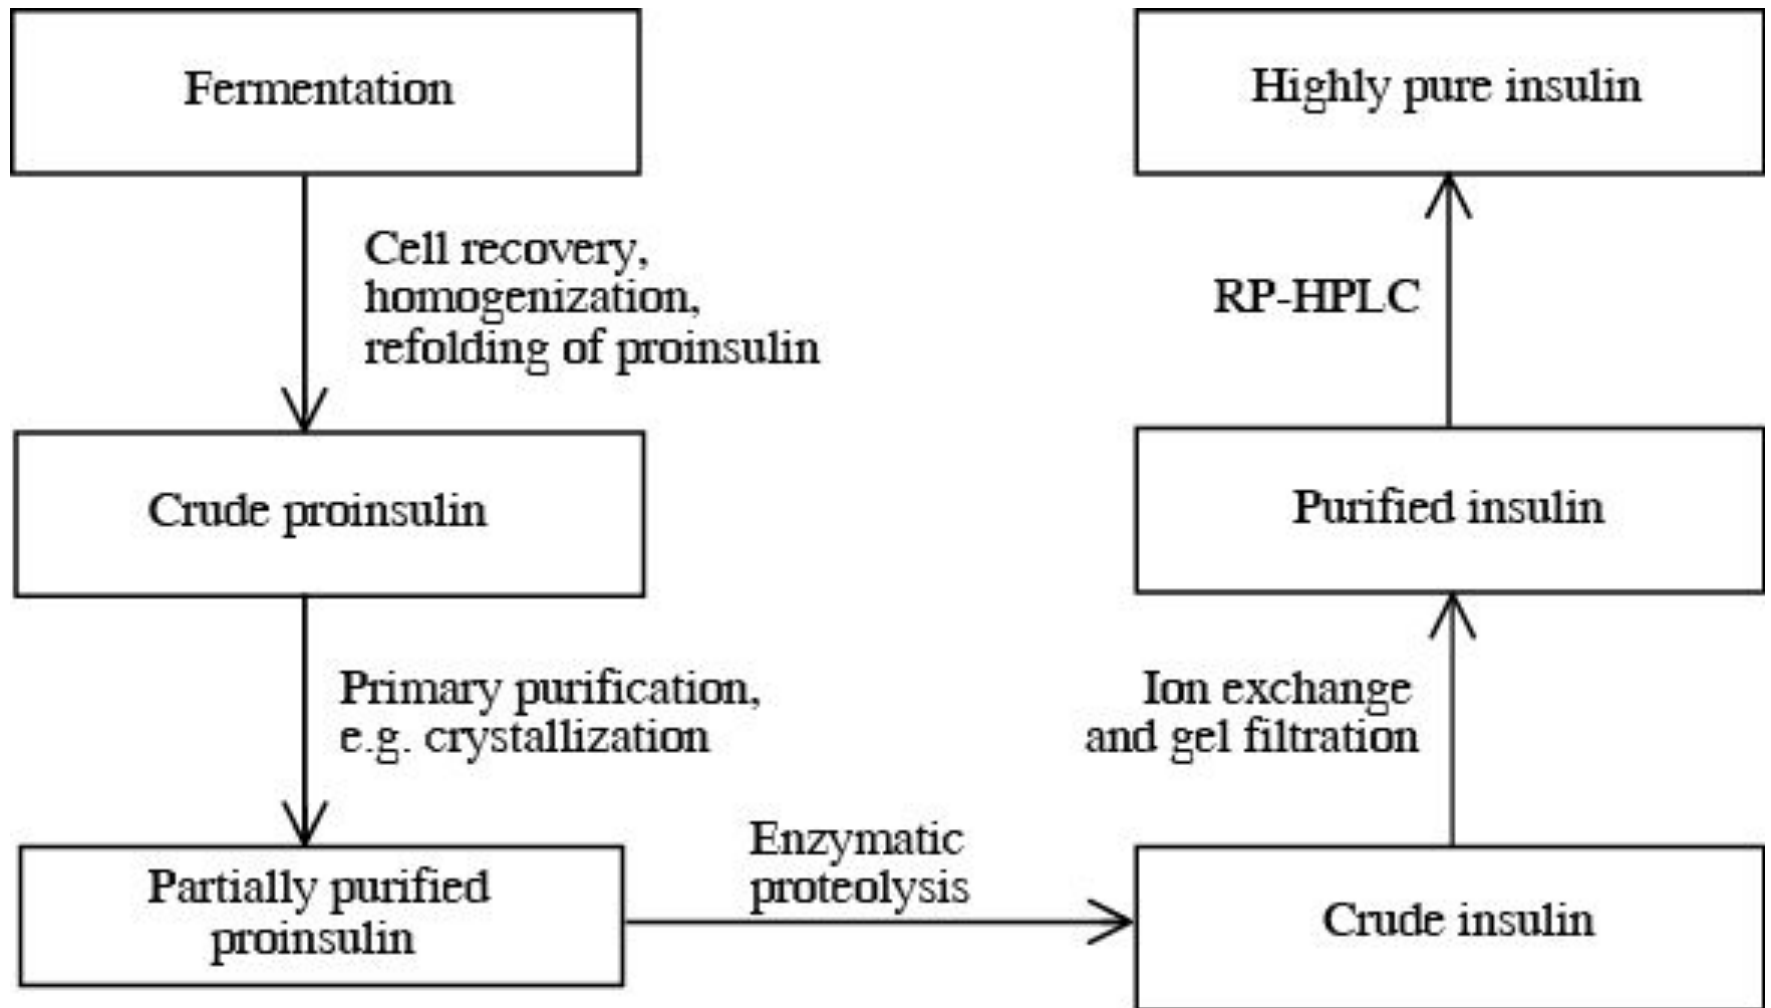 Fermentation
Cell recovery,
homogenization,
refolding of proinsulin
Crude proinsulin
Primary purification,
e.g. crystallization
Partially purified
proinsulin
Enzymatic
proteolysis
Crude insulin
Ion exchange
and gel filtration
Purified insulin
RP-HPLC
Highly pure insulin